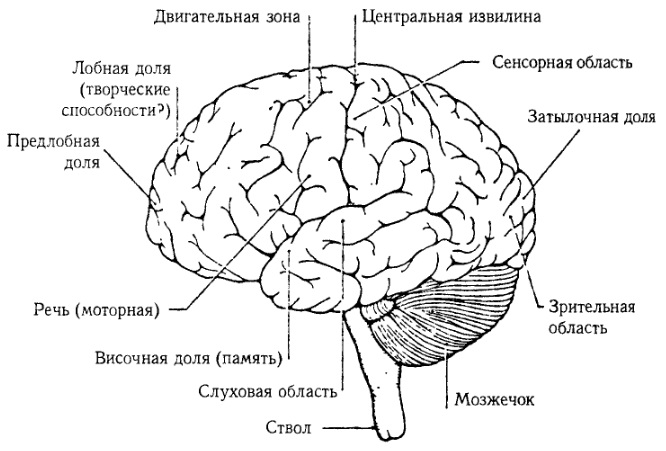 Двигательная зона
Центральная извилина
Лобная доля
(творческие
способности?)
Сенсорная область
Затылочная доля
Предлобная
доля
Речь (моторная)
Зрительная
область
Височная доля (память)
Слуховая область
Мозжечок
Ствол